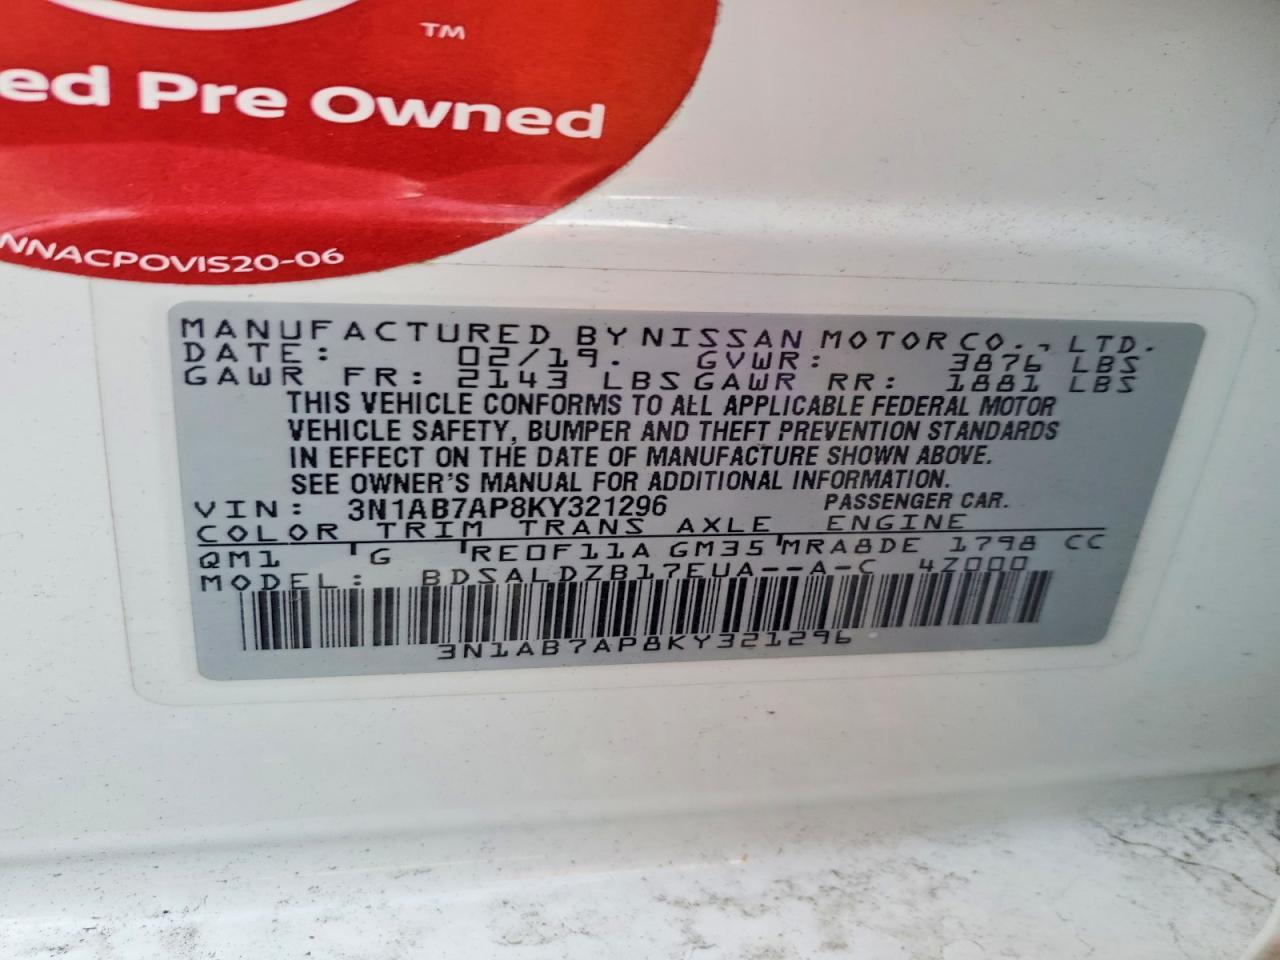 TM
ed Pre Owned
NNACPOVIS20-06
MANUFACTURED BY NISSAN MOTOR CO., LTD.
DATE: 02/19. GVWR: 3876 LBS
GAWR FR: 2143 LBS GAWR RR: 1881 LBS
THIS VEHICLE CONFORMS TO ALL APPLICABLE FEDERAL MOTOR
VEHICLE SAFETY, BUMPER AND THEFT PREVENTION STANDARDS
IN EFFECT ON THE DATE OF MANUFACTURE SHOWN ABOVE.
SEE OWNER'S MANUAL FOR ADDITIONAL INFORMATION.
VIN: 3N1AB7AP8KY321296 PASSENGER CAR.
COLOR TRIM TRANS AXLE ENGINE
QM1 G RE0F11A GM35 MRA8DE 1798 CC
MODEL: BDSALDZB17EUA--A-C 4Z000
3N1AB7AP8KY321296